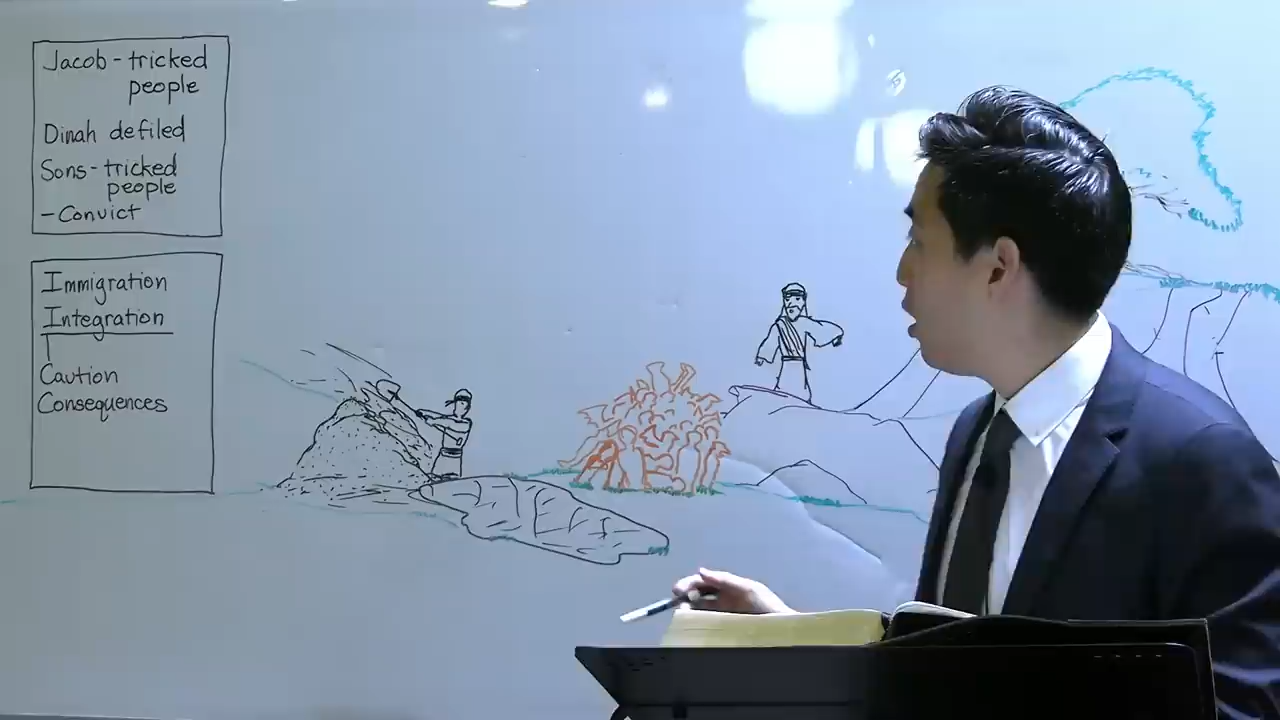 Jacob - tricked
people
Dinah defiled
Sons - tricked
people
- Convict
Immigration
Integration
Caution
Consequences